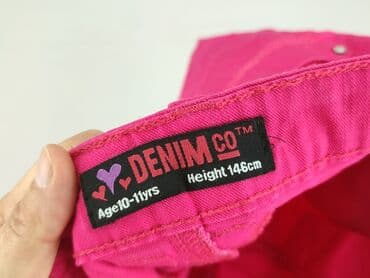 DENIM CO™
Age10-11yrs Height 146cm